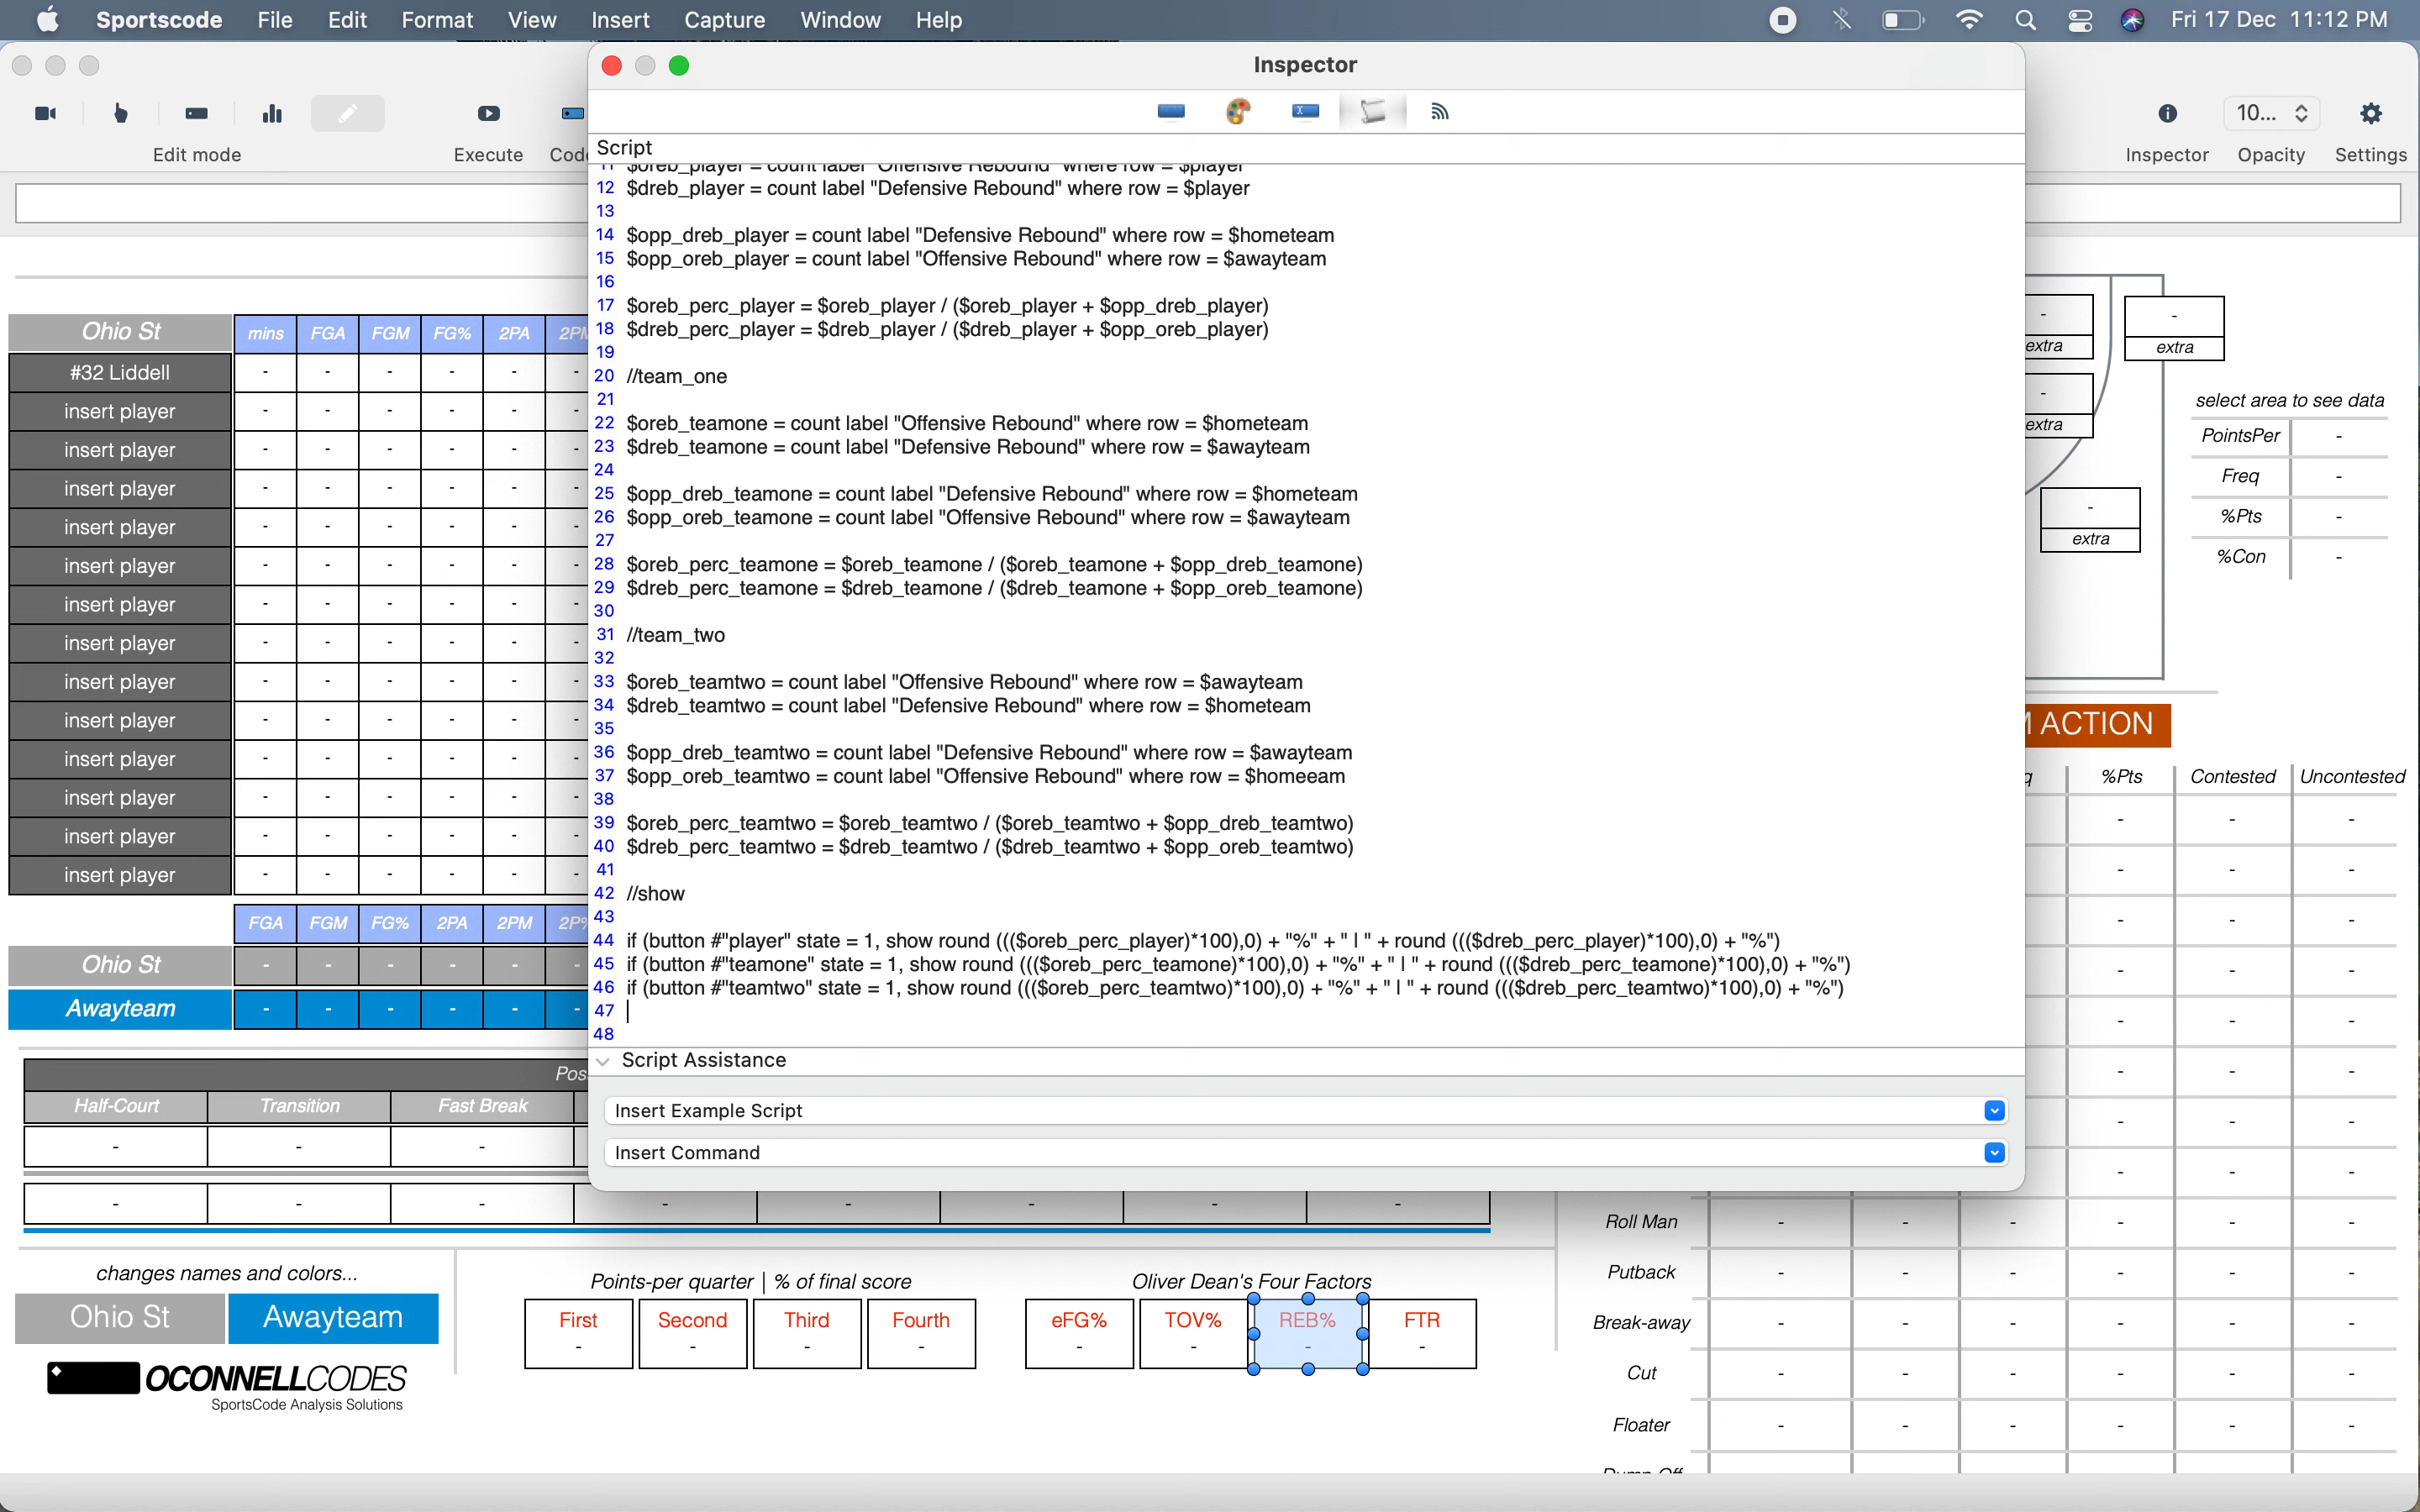 Sportscode File Edit Format View Insert Capture Window Help Fri 17 Dec 11:12 PM
Inspector
Edit mode Execute Inspector 10... Opacity Settings
Script
11 $oreb_player = count label "Offensive Rebound" where row = $player
12 $dreb_player = count label "Defensive Rebound" where row = $player
13
14 $opp_dreb_player = count label "Defensive Rebound" where row = $hometeam
15 $opp_oreb_player = count label "Offensive Rebound" where row = $awayteam
16
17 $oreb_perc_player = $oreb_player / ($oreb_player + $opp_dreb_player)
18 $dreb_perc_player = $dreb_player / ($dreb_player + $opp_oreb_player)
19
20 //team_one
21
22 $oreb_teamone = count label "Offensive Rebound" where row = $hometeam
23 $dreb_teamone = count label "Defensive Rebound" where row = $awayteam
24
25 $opp_dreb_teamone = count label "Defensive Rebound" where row = $hometeam
26 $opp_oreb_teamone = count label "Offensive Rebound" where row = $awayteam
27
28 $oreb_perc_teamone = $oreb_teamone / ($oreb_teamone + $opp_dreb_teamone)
29 $dreb_perc_teamone = $dreb_teamone / ($dreb_teamone + $opp_oreb_teamone)
30
31 //team_two
32
33 $oreb_teamtwo = count label "Offensive Rebound" where row = $awayteam
34 $dreb_teamtwo = count label "Defensive Rebound" where row = $hometeam
35
36 $opp_dreb_teamtwo = count label "Defensive Rebound" where row = $awayteam
37 $opp_oreb_teamtwo = count label "Offensive Rebound" where row = $homeeam
38
39 $oreb_perc_teamtwo = $oreb_teamtwo / ($oreb_teamtwo + $opp_dreb_teamtwo)
40 $dreb_perc_teamtwo = $dreb_teamtwo / ($dreb_teamtwo + $opp_oreb_teamtwo)
41
42 //show
43
44 if (button #"player" state = 1, show round ((($oreb_perc_player)*100),0) + "%" + " | " + round ((($dreb_perc_player)*100),0) + "%")
45 if (button #"teamone" state = 1, show round ((($oreb_perc_teamone)*100),0) + "%" + " | " + round ((($dreb_perc_teamone)*100),0) + "%")
46 if (button #"teamtwo" state = 1, show round ((($oreb_perc_teamtwo)*100),0) + "%" + " | " + round ((($dreb_perc_teamtwo)*100),0) + "%")
47
48
Script Assistance
Insert Example Script
Insert Command
Ohio St mins FGA FGM FG% 2PA
#32 Liddell - - - - - -
insert player - - - - - -
insert player - - - - - -
insert player - - - - - -
insert player - - - - - -
insert player - - - - - -
insert player - - - - - -
insert player - - - - - -
insert player - - - - - -
insert player - - - - - -
insert player - - - - - -
insert player - - - - - -
insert player - - - - - -
insert player - - - - - -
FGA FGM FG% 2PA 2PM
Ohio St - - - - - -
Awayteam - - - - - -
Half-Court Transition Fast Break
- - -
- - - - - - - -
changes names and colors...
Ohio St Awayteam
OCONNELLCODES
SportsCode Analysis Solutions
Points-per quarter | % of final score
First Second Third Fourth
- - - -
Oliver Dean's Four Factors
eFG% TOV% REB% FTR
- - - -
- -
extra extra
-
extra
-
extra
select area to see data
PointsPer -
Freq -
%Pts -
%Con -
ACTION
%Pts Contested Uncontested
- - -
- - -
- - -
- - -
- - -
- - -
- - -
- - -
Roll Man - - - - - -
Putback - - - - - -
Break-away - - - - - -
Cut - - - - - -
Floater - - - - - -